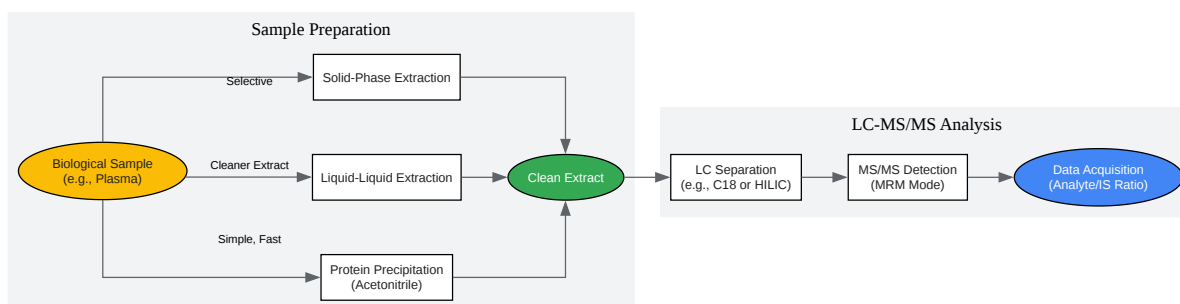 Sample Preparation
Selective
Solid-Phase Extraction
Biological Sample
(e.g., Plasma)
Cleaner Extract
Liquid-Liquid Extraction
Clean Extract
Simple, Fast
Protein Precipitation
(Acetonitrile)
LC-MS/MS Analysis
LC Separation
(e.g., C18 or HILIC)
MS/MS Detection
(MRM Mode)
Data Acquisition
(Analyte/IS Ratio)